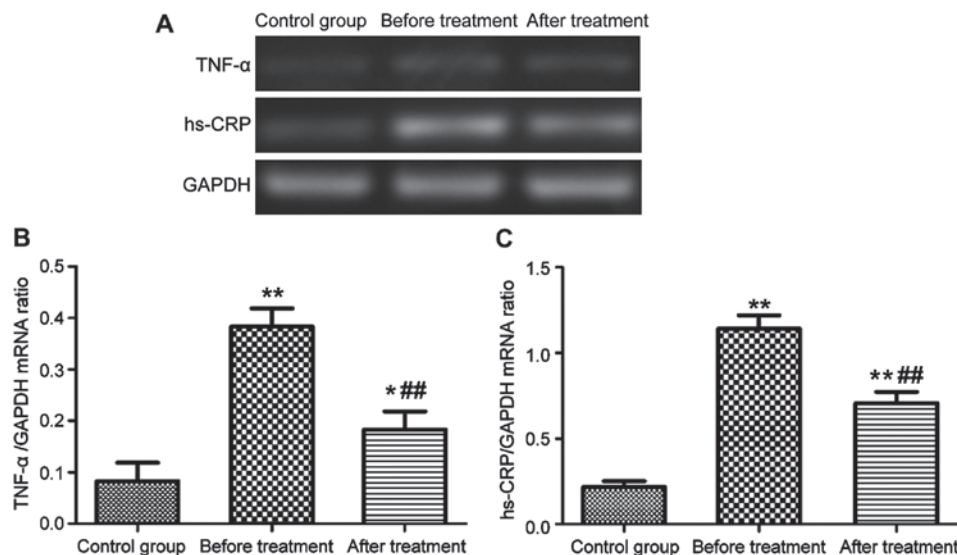 A
Control group Before treatment After treatment
TNF-α
hs-CRP
GAPDH
B
TNF-α/GAPDH mRNA ratio
0.5
0.4
0.3
0.2
0.1
0.0
**
* ##
Control group Before treatment After treatment
C
hs-CRP/GAPDH mRNA ratio
1.5
1.0
0.5
0.0
**
** ##
Control group Before treatment After treatment